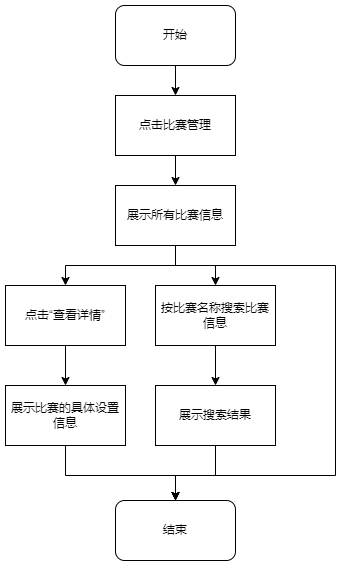 开始
点击比赛管理
展示所有比赛信息
点击“查看详情”
按比赛名称搜索比赛
信息
展示比赛的具体设置
信息
展示搜索结果
结束